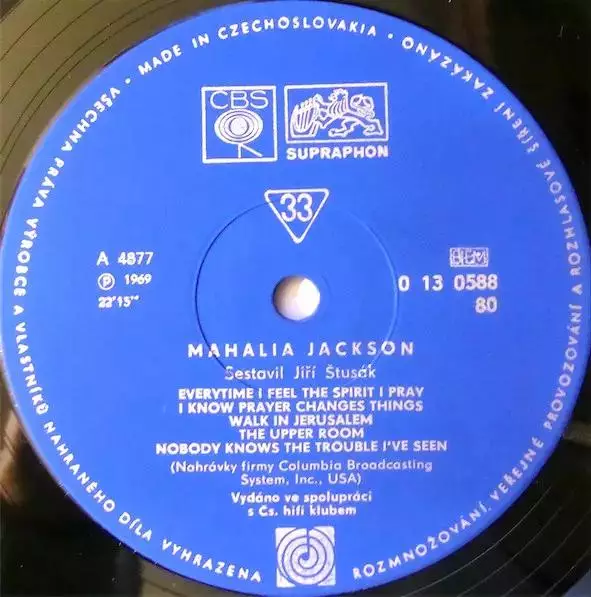 VŠECHNA PRÁVA VÝROBCE A VLASTNÍKŮ NAHRANÉHO DÍLA VYHRAZENA
ROZMNOŽOVÁNÍ, VEŘEJNÉ PROVOZOVÁNÍ A ROZHLASOVÉ ŠÍŘENÍ ZAKÁZÁNO • MADE IN CZECHOSLOVAKIA •
CBS
SUPRAPHON
33
A 4877
Ⓟ 1969
22'15"
0 13 0588
80
MAHALIA JACKSON
Sestavil Jiří Štusák
EVERYTIME I FEEL THE SPIRIT I PRAY
I KNOW PRAYER CHANGES THINGS
WALK IN JERUSALEM
THE UPPER ROOM
NOBODY KNOWS THE TROUBLE I'VE SEEN
(Nahrávky firmy Columbia Broadcasting
System, Inc., USA)
Vydáno ve spolupráci
s Čs. hifi klubem